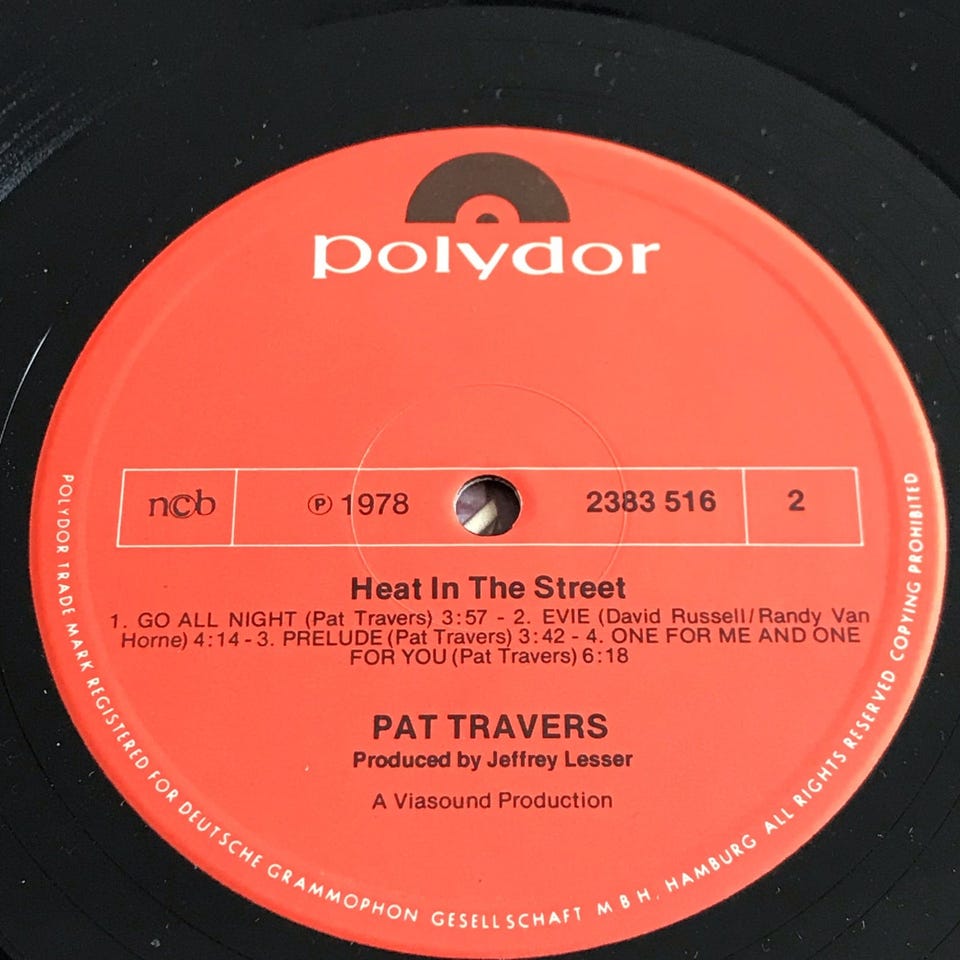 polydor
ncb
Ⓟ 1978
2383 516
2
Heat In The Street
1. GO ALL NIGHT (Pat Travers) 3:57 - 2. EVIE (David Russell/Randy Van
Horne) 4:14 - 3. PRELUDE (Pat Travers) 3:42 - 4. ONE FOR ME AND ONE
FOR YOU (Pat Travers) 6:18
PAT TRAVERS
Produced by Jeffrey Lesser
A Viasound Production
POLYDOR TRADE MARK REGISTERED FOR DEUTSCHE GRAMMOPHON GESELLSCHAFT M B H, HAMBURG ALL RIGHTS RESERVED COPYING PROHIBITED